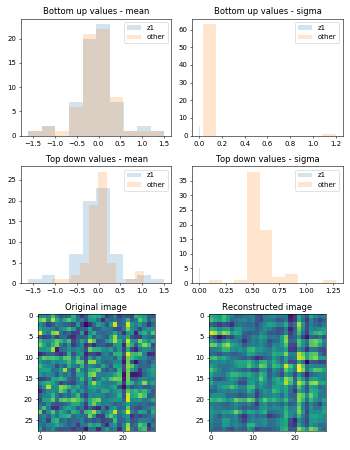 Bottom up values - mean
Bottom up values - sigma
z1
other
z1
other
20
15
10
5
0
60
50
40
30
20
10
0
−1.5 −1.0 −0.5 0.0 0.5 1.0 1.5
0.0 0.2 0.4 0.6 0.8 1.0 1.2
Top down values - mean
Top down values - sigma
z1
other
z1
other
25
20
15
10
5
0
35
30
25
20
15
10
5
0
−1.5 −1.0 −0.5 0.0 0.5 1.0 1.5
0.00 0.25 0.50 0.75 1.00 1.25
Original image
Reconstructed image
0
5
10
15
20
25
0
5
10
15
20
25
0 10 20
0 10 20